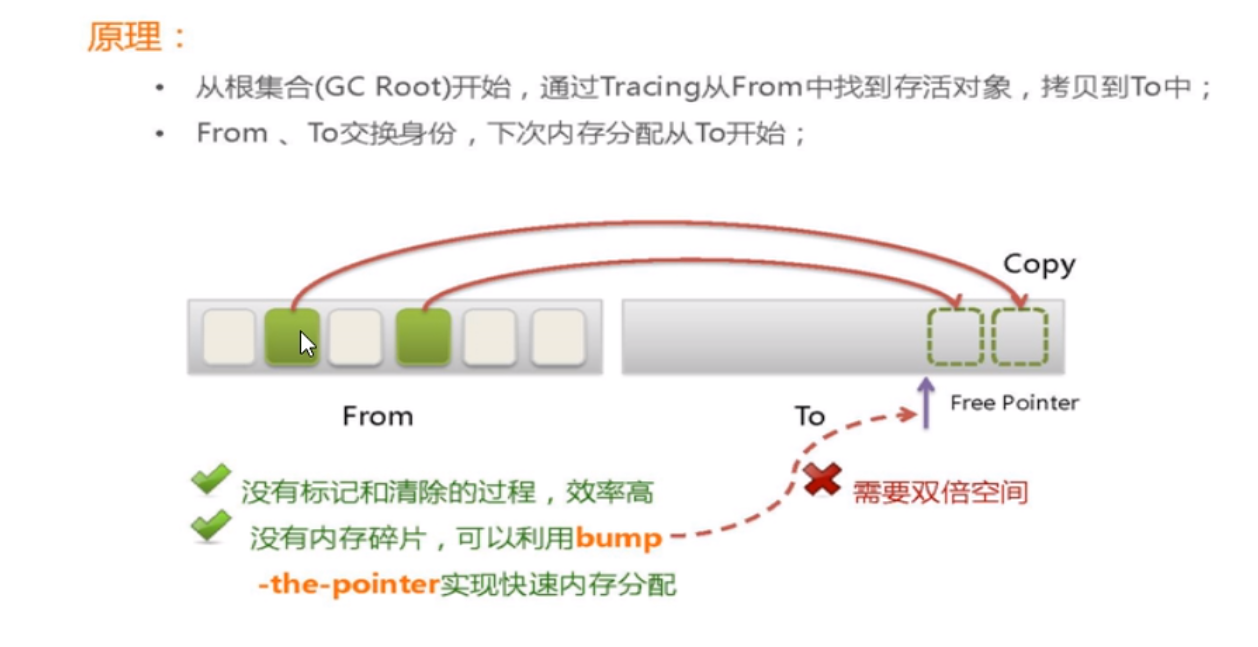 原理：
• 从根集合(GC Root)开始，通过Tracing从From中找到存活对象，拷贝到To中；
• From 、To交换身份，下次内存分配从To开始；
Copy
From
To
Free Pointer
没有标记和清除的过程，效率高
需要双倍空间
没有内存碎片，可以利用bump
-the-pointer实现快速内存分配